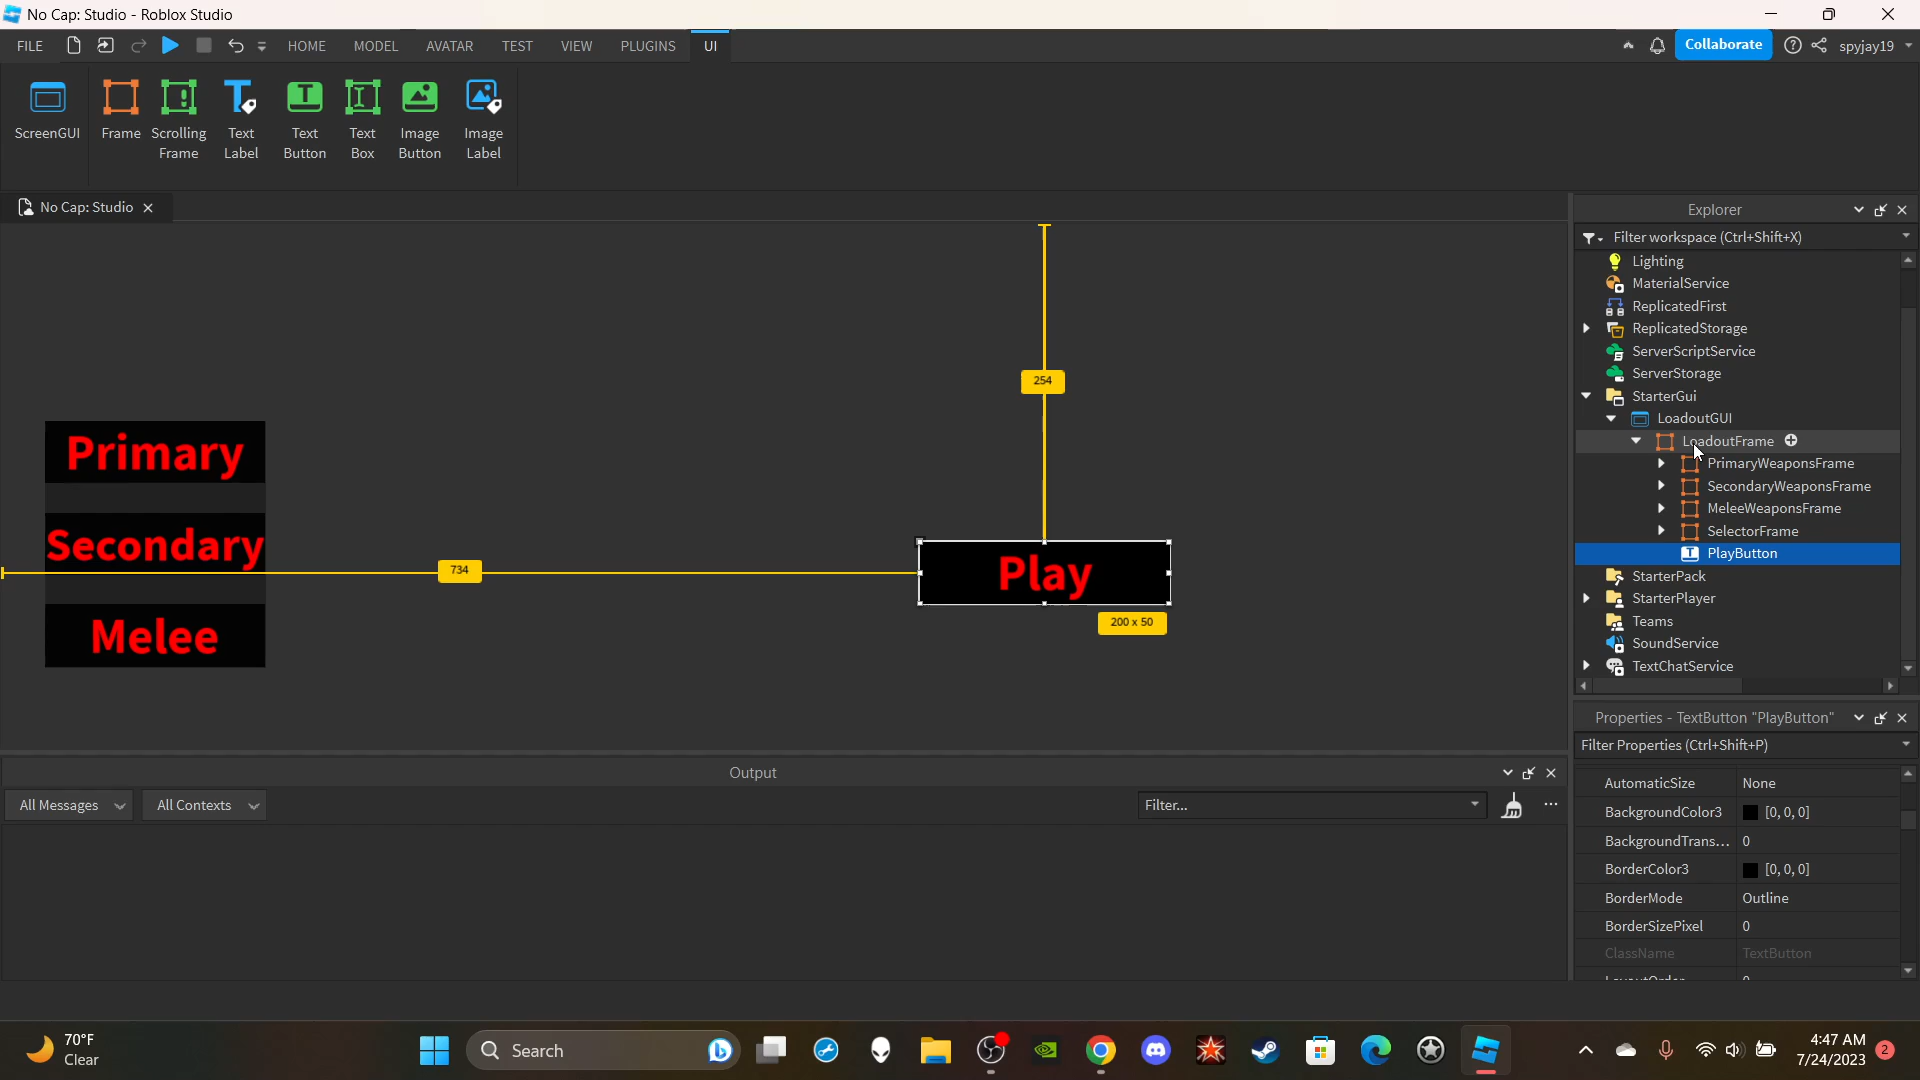 No Cap: Studio - Roblox Studio
FILE HOME MODEL AVATAR TEST VIEW PLUGINS UI Collaborate spyjay19
ScreenGUI Frame Scrolling Frame Text Label Text Button Text Box Image Button Image Label
No Cap: Studio
Explorer
Filter workspace (Ctrl+Shift+X)
Lighting
MaterialService
ReplicatedFirst
ReplicatedStorage
ServerScriptService
ServerStorage
StarterGui
LoadoutGUI
LoadoutFrame
PrimaryWeaponsFrame
SecondaryWeaponsFrame
MeleeWeaponsFrame
SelectorFrame
PlayButton
StarterPack
StarterPlayer
Teams
SoundService
TextChatService
254
Primary
Secondary
734
Play
200 x 50
Melee
Properties - TextButton "PlayButton"
Filter Properties (Ctrl+Shift+P)
AutomaticSize None
BackgroundColor3 [0, 0, 0]
BackgroundTrans... 0
BorderColor3 [0, 0, 0]
BorderMode Outline
BorderSizePixel 0
ClassName TextButton
Output
All Messages All Contexts Filter...
70°F
Clear
Search
4:47 AM
7/24/2023 2